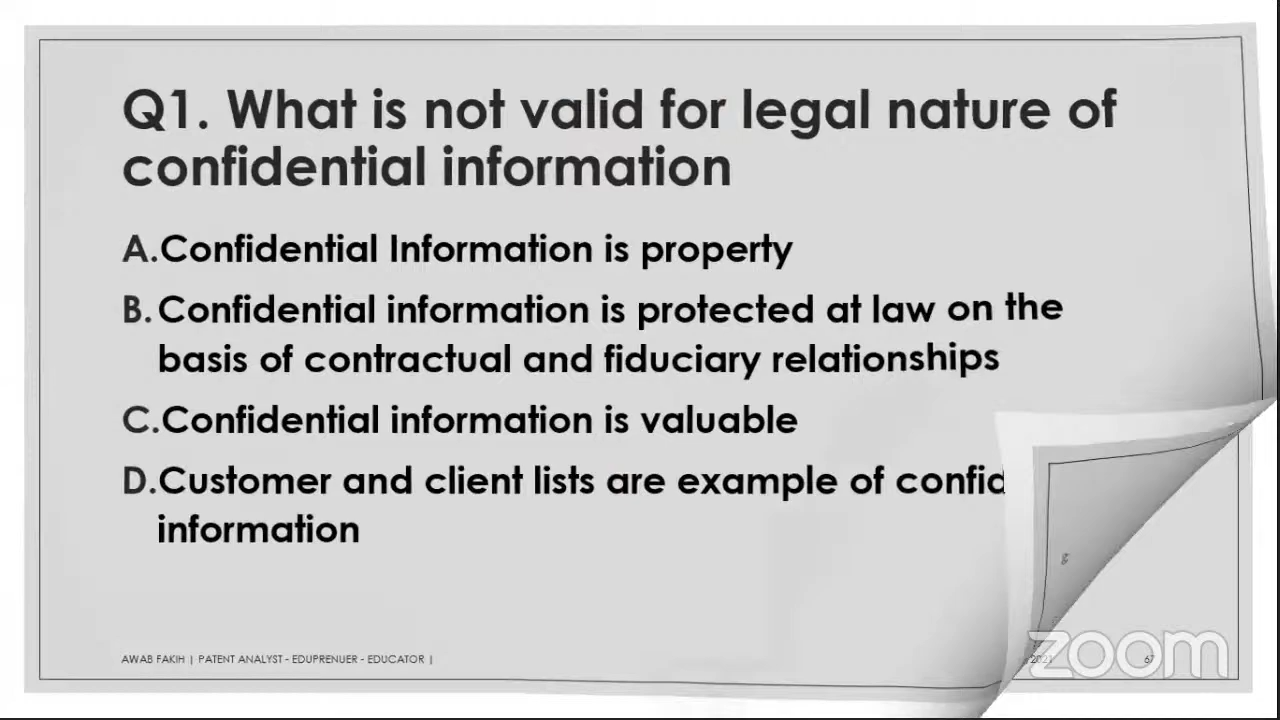 Q1. What is not valid for legal nature of
confidential information
A.Confidential Information is property
B.Confidential information is protected at law on the
basis of contractual and fiduciary relationships
C.Confidential information is valuable
D.Customer and client lists are example of confid
information
AWAB FAKIH | PATENT ANALYST - EDUPRENUER - EDUCATOR |
2021
zoom